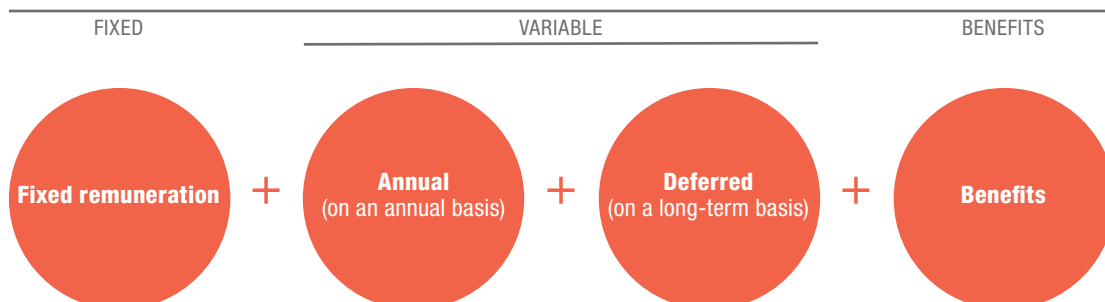 FIXED
VARIABLE
BENEFITS
Fixed remuneration
+
Annual
(on an annual basis)
+
Deferred
(on a long-term basis)
+
Benefits